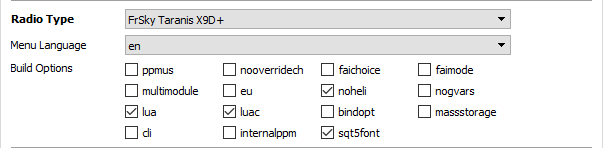 Radio Type FrSky Taranis X9D+
Menu Language en
Build Options ppmus nooverridech faichoice faimode
multimodule eu noheli nogvars
lua luac bindopt massstorage
cli internalppm sqt5font